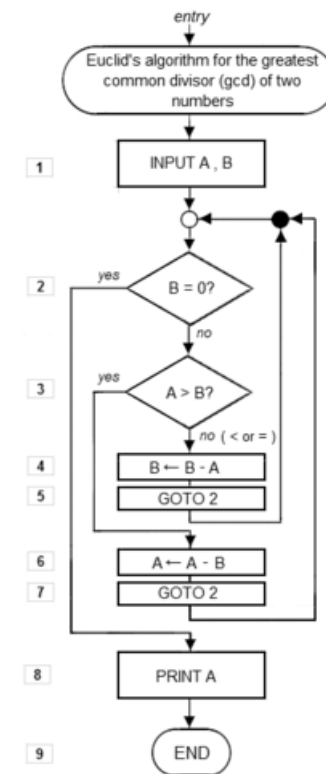 entry
Euclid's algorithm for the greatest
common divisor (gcd) of two
numbers
1
INPUT A , B
2
yes
B = 0?
no
3
yes
A > B?
no ( < or = )
4
B ← B - A
5
GOTO 2
6
A ← A - B
7
GOTO 2
8
PRINT A
9
END